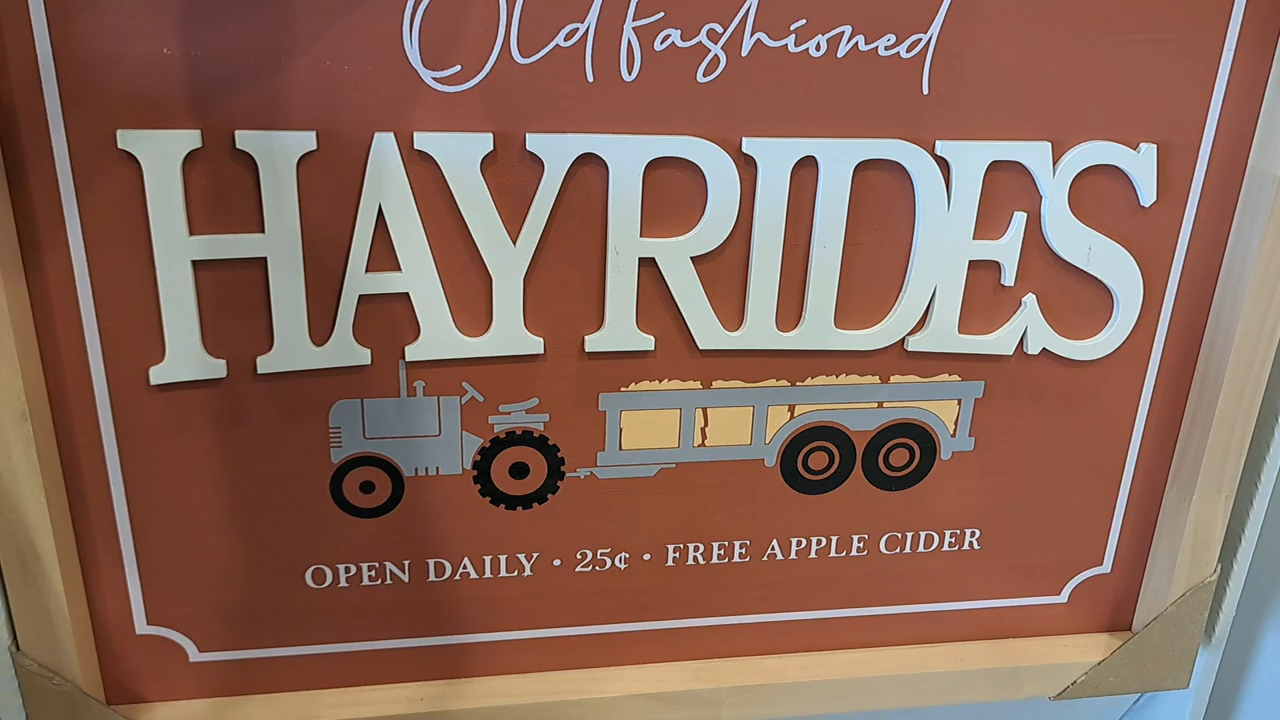 Old Fashioned
HAYRIDES
OPEN DAILY • 25¢ • FREE APPLE CIDER